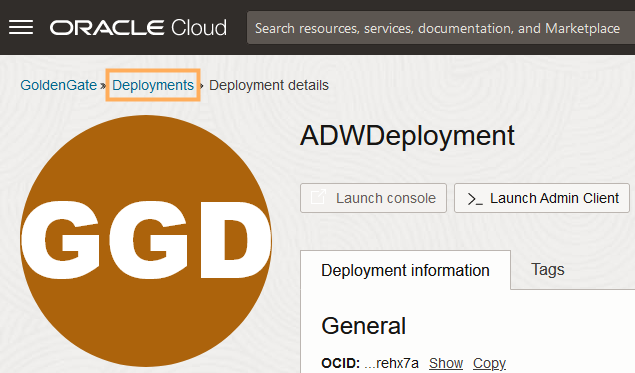 ORACLE Cloud
Search resources, services, documentation, and Marketplace
GoldenGate » Deployments » Deployment details
GGD
ADWDeployment
Launch console
>_ Launch Admin Client
Deployment information
Tags
General
OCID: ...rehx7a Show Copy